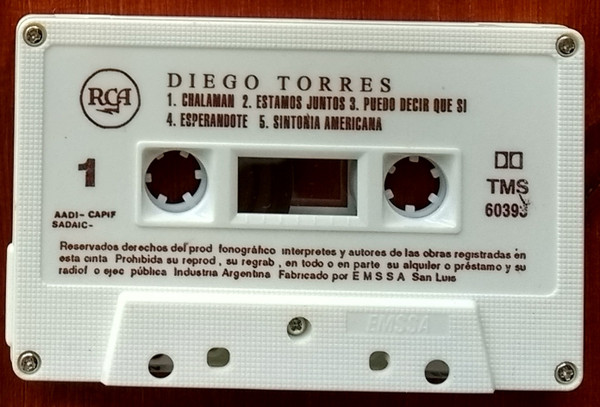 RCA
DIEGO TORRES
1. CHALAMAN 2. ESTAMOS JUNTOS 3. PUEDO DECIR QUE SI
4. ESPERANDOTE 5. SINTOÑIA AMERICANA
1
AADI- CAPIF
SADAIC-
TMS
60393
Reservados derechos del prod fonográfico interpretes y autores de las obras registradas en
esta cinta Prohibida su reprod, su regrab, en todo o en parte su alquiler o préstamo y su
radiof o ejec pública Industria Argentina Fabricado por E M S S A San Luis
EMSSA